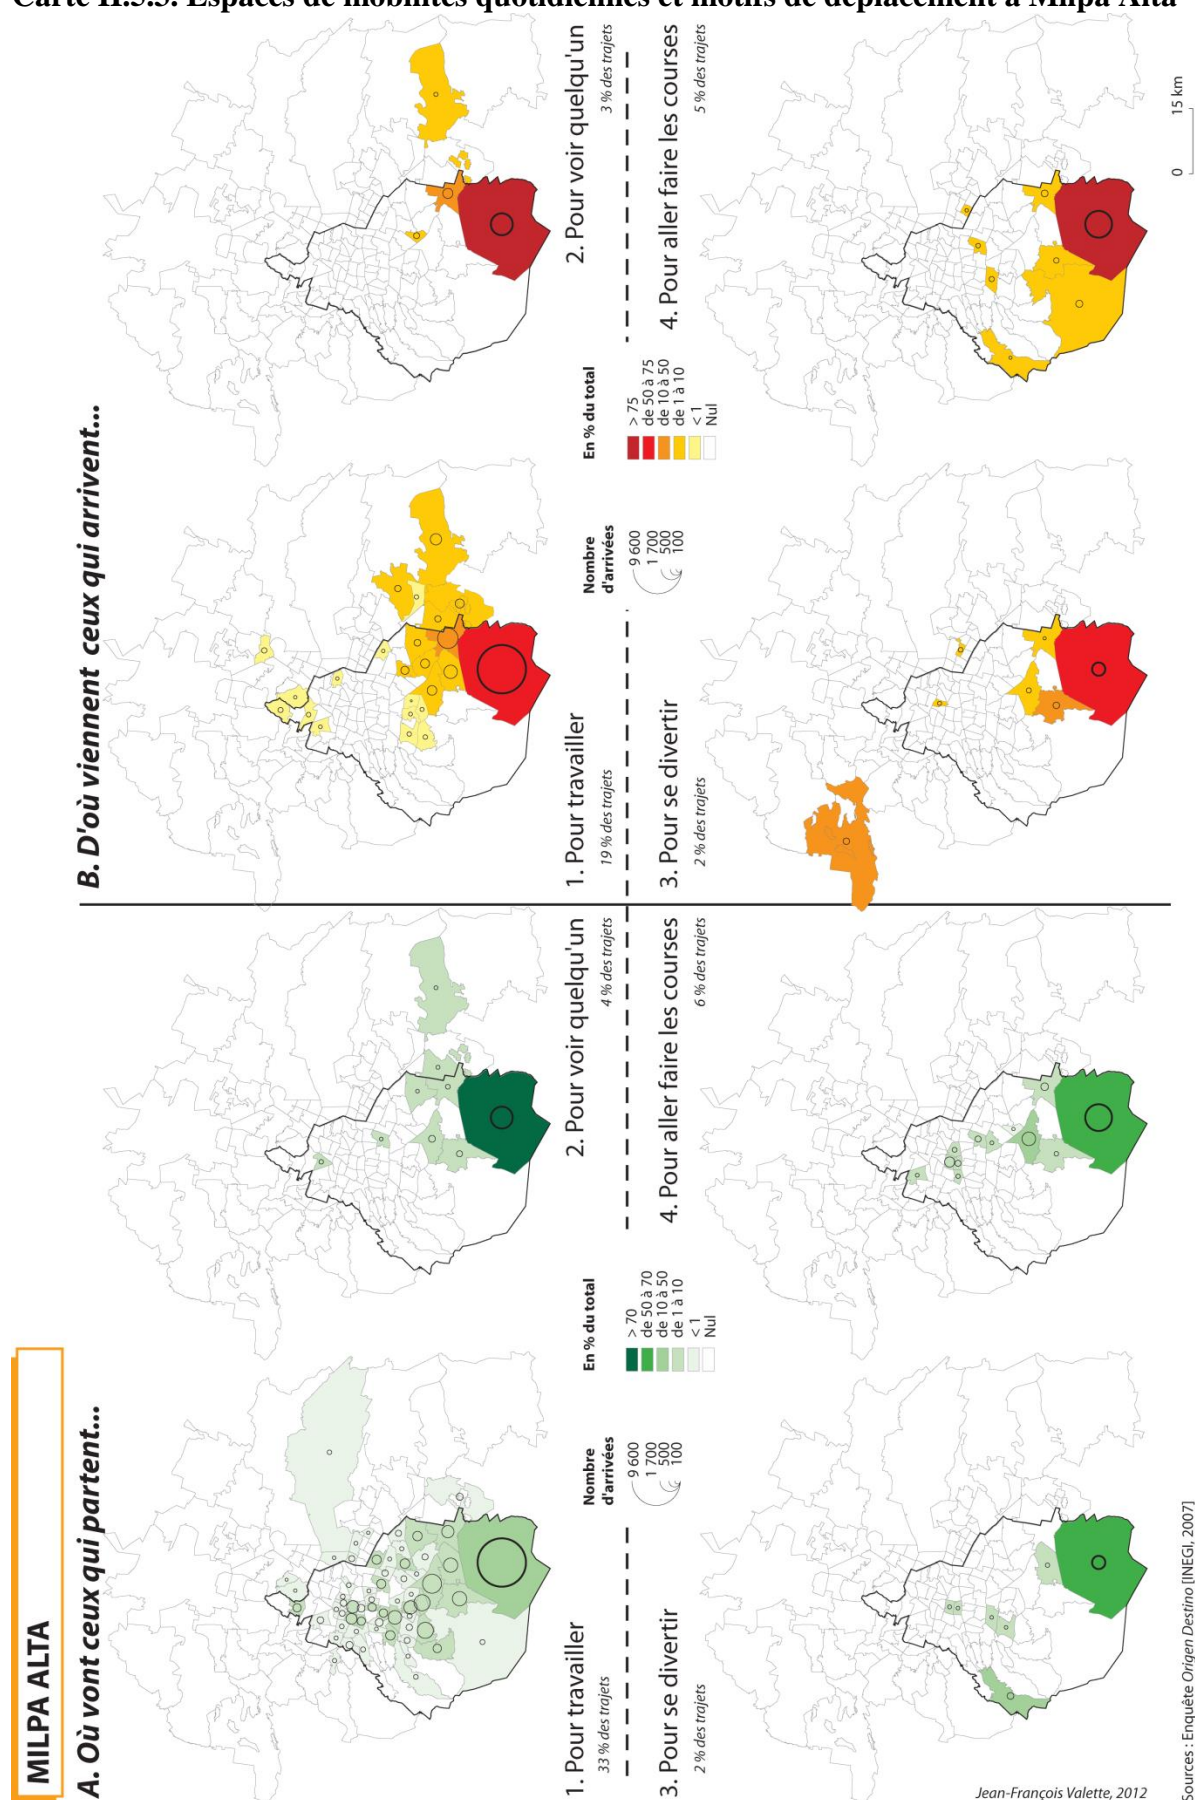 Carte II.3.3. Espaces de mobilités quotidiennes et motifs de déplacement à Milpa Alta
MILPA ALTA
A. Où vont ceux qui partent...
1. Pour travailler
33 % des trajets
2. Pour voir quelqu'un
4 % des trajets
Nombre
d'arrivées
9 600
1 700
500
100
En % du total
> 70
de 50 à 70
de 10 à 50
de 1 à 10
< 1
Nul
3. Pour se divertir
2 % des trajets
4. Pour aller faire les courses
6 % des trajets
B. D'où viennent ceux qui arrivent...
1. Pour travailler
19 % des trajets
2. Pour voir quelqu'un
3 % des trajets
Nombre
d'arrivées
9 600
1 700
500
100
En % du total
> 75
de 50 à 75
de 10 à 50
de 1 à 10
< 1
Nul
3. Pour se divertir
2 % des trajets
4. Pour aller faire les courses
5 % des trajets
0 15 km
Jean-François Valette, 2012
Sources : Enquête Origen Destino [INEGI, 2007]